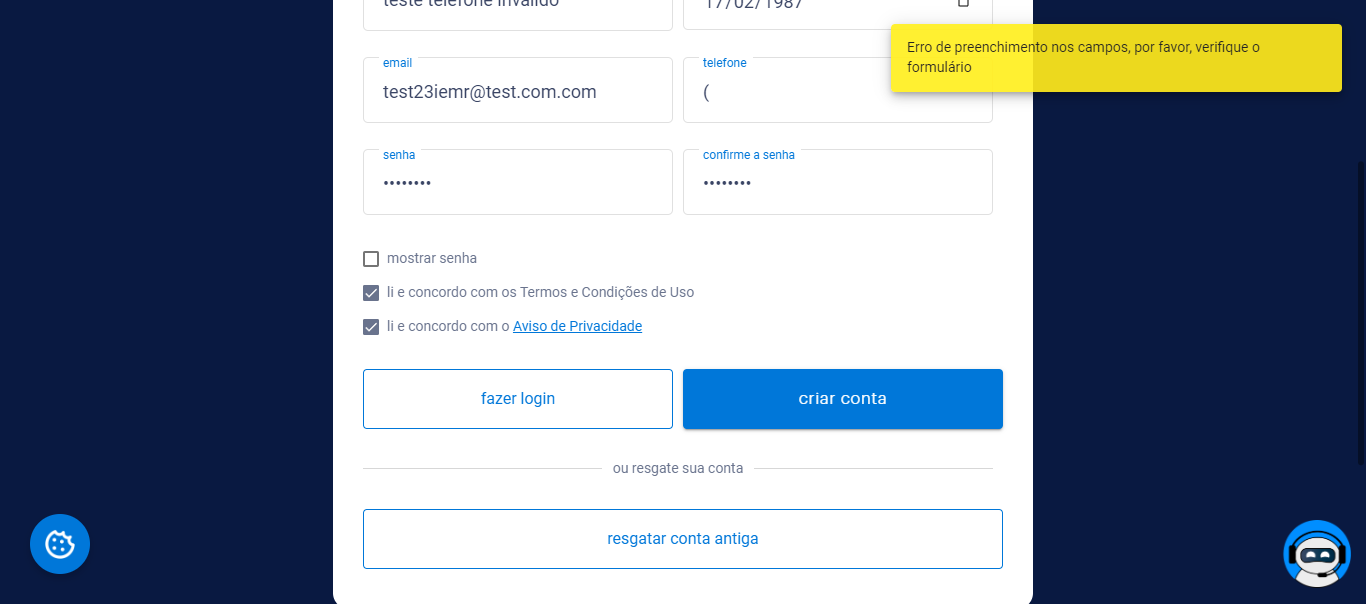 teste telefone invalido
17/02/1987
Erro de preenchimento nos campos, por favor, verifique o
formulário
email
telefone
test23iemr@test.com.com
(
senha
confirme a senha
••••••••
••••••••
mostrar senha
li e concordo com os Termos e Condições de Uso
li e concordo com o Aviso de Privacidade
fazer login
criar conta
ou resgate sua conta
resgatar conta antiga